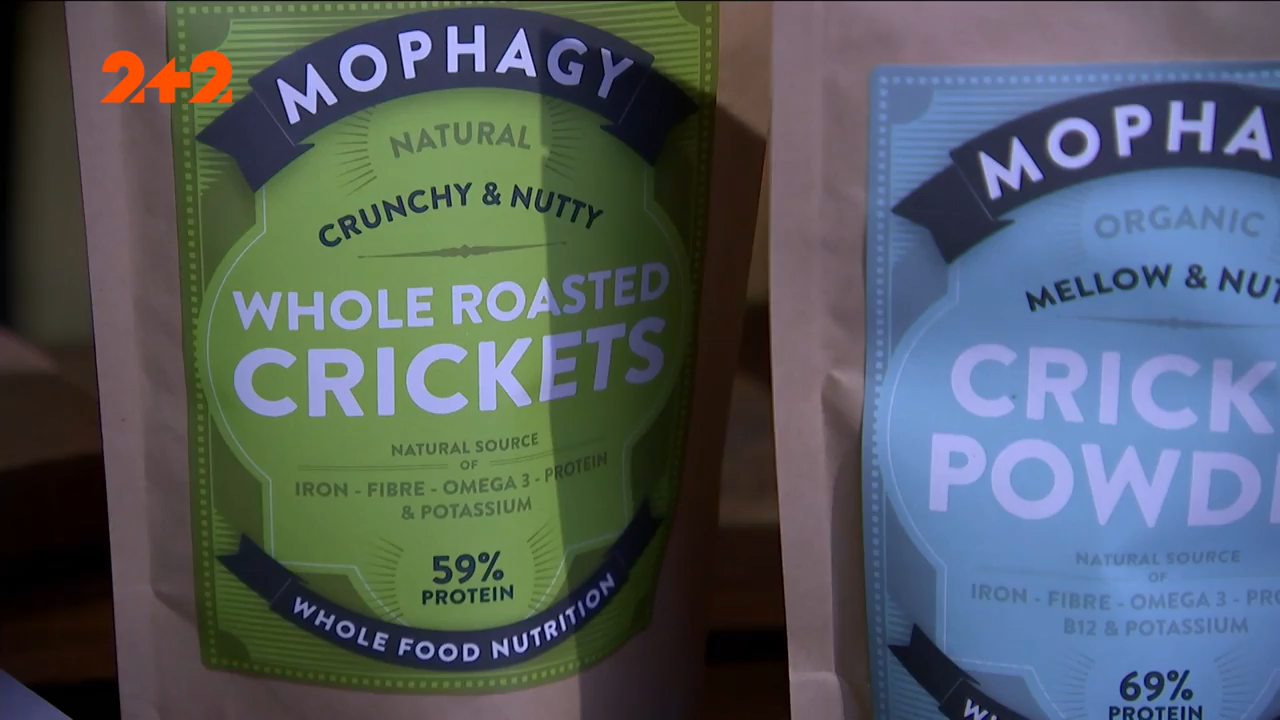 2+2
MOPHAGY
NATURAL
CRUNCHY & NUTTY
WHOLE ROASTED
CRICKETS
NATURAL SOURCE
OF
IRON - FIBRE - OMEGA 3 - PROTEIN
& POTASSIUM
59%
PROTEIN
WHOLE FOOD NUTRITION
MOPHA
ORGANIC
MELLOW & NUT
CRICK
POWD
NATURAL SOURCE
OF
IRON - FIBRE - OMEGA 3 - PRO
B12 & POTASSIUM
69%
PROTEIN